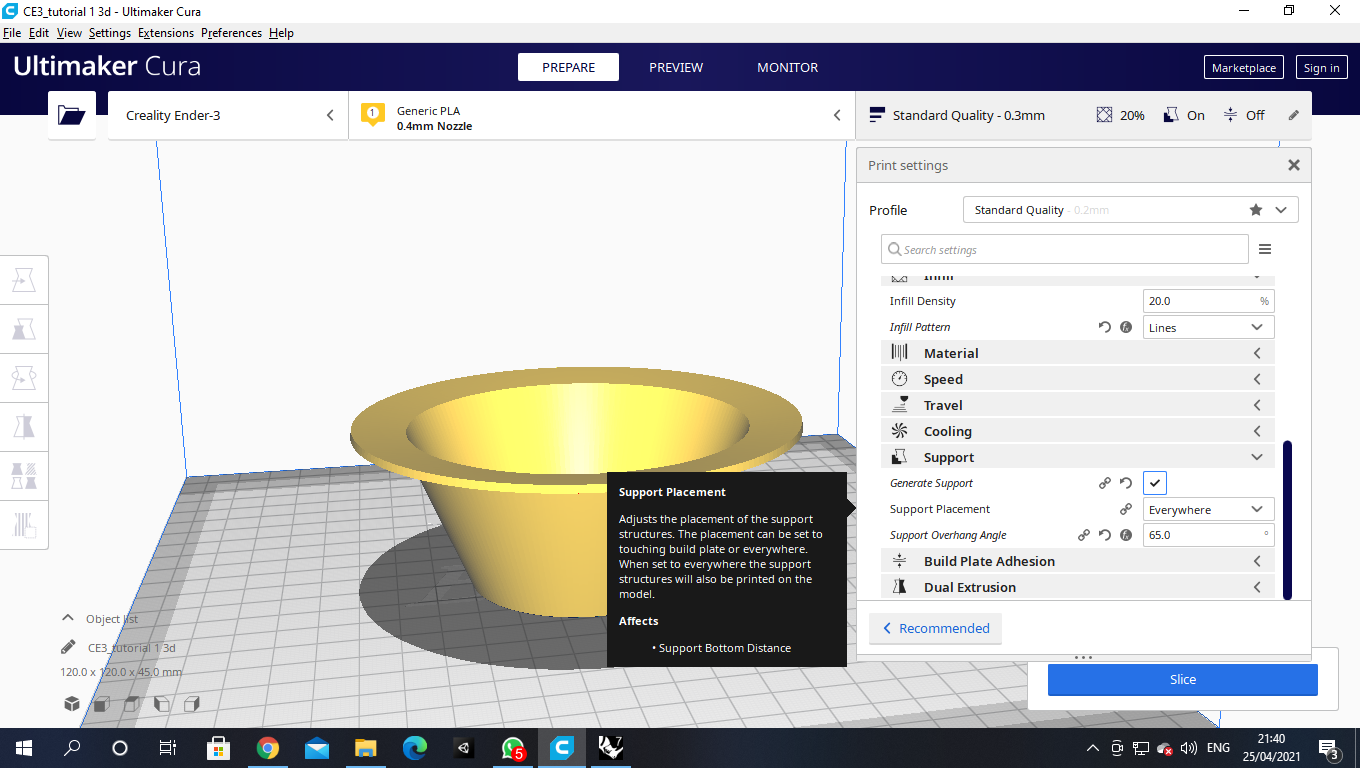 CE3_tutorial 1 3d - Ultimaker Cura
File Edit View Settings Extensions Preferences Help
Ultimaker Cura
PREPARE
PREVIEW
MONITOR
Marketplace
Sign in
Creality Ender-3
1
Generic PLA
0.4mm Nozzle
Standard Quality - 0.3mm
20%
On
Off
Print settings
Profile
Standard Quality - 0.2mm
Search settings
Infill
Infill Density
20.0 %
Infill Pattern
Lines
Material
Speed
Travel
Cooling
Support
Generate Support
Support Placement
Everywhere
Support Overhang Angle
65.0 °
Build Plate Adhesion
Dual Extrusion
Recommended
Slice
Support Placement
Adjusts the placement of the support
structures. The placement can be set to
touching build plate or everywhere.
When set to everywhere the support
structures will also be printed on the
model.
Affects
• Support Bottom Distance
Object list
CE3_tutorial 1 3d
120.0 x 120.0 x 45.0 mm
5
7
ENG
21:40
25/04/2021
3